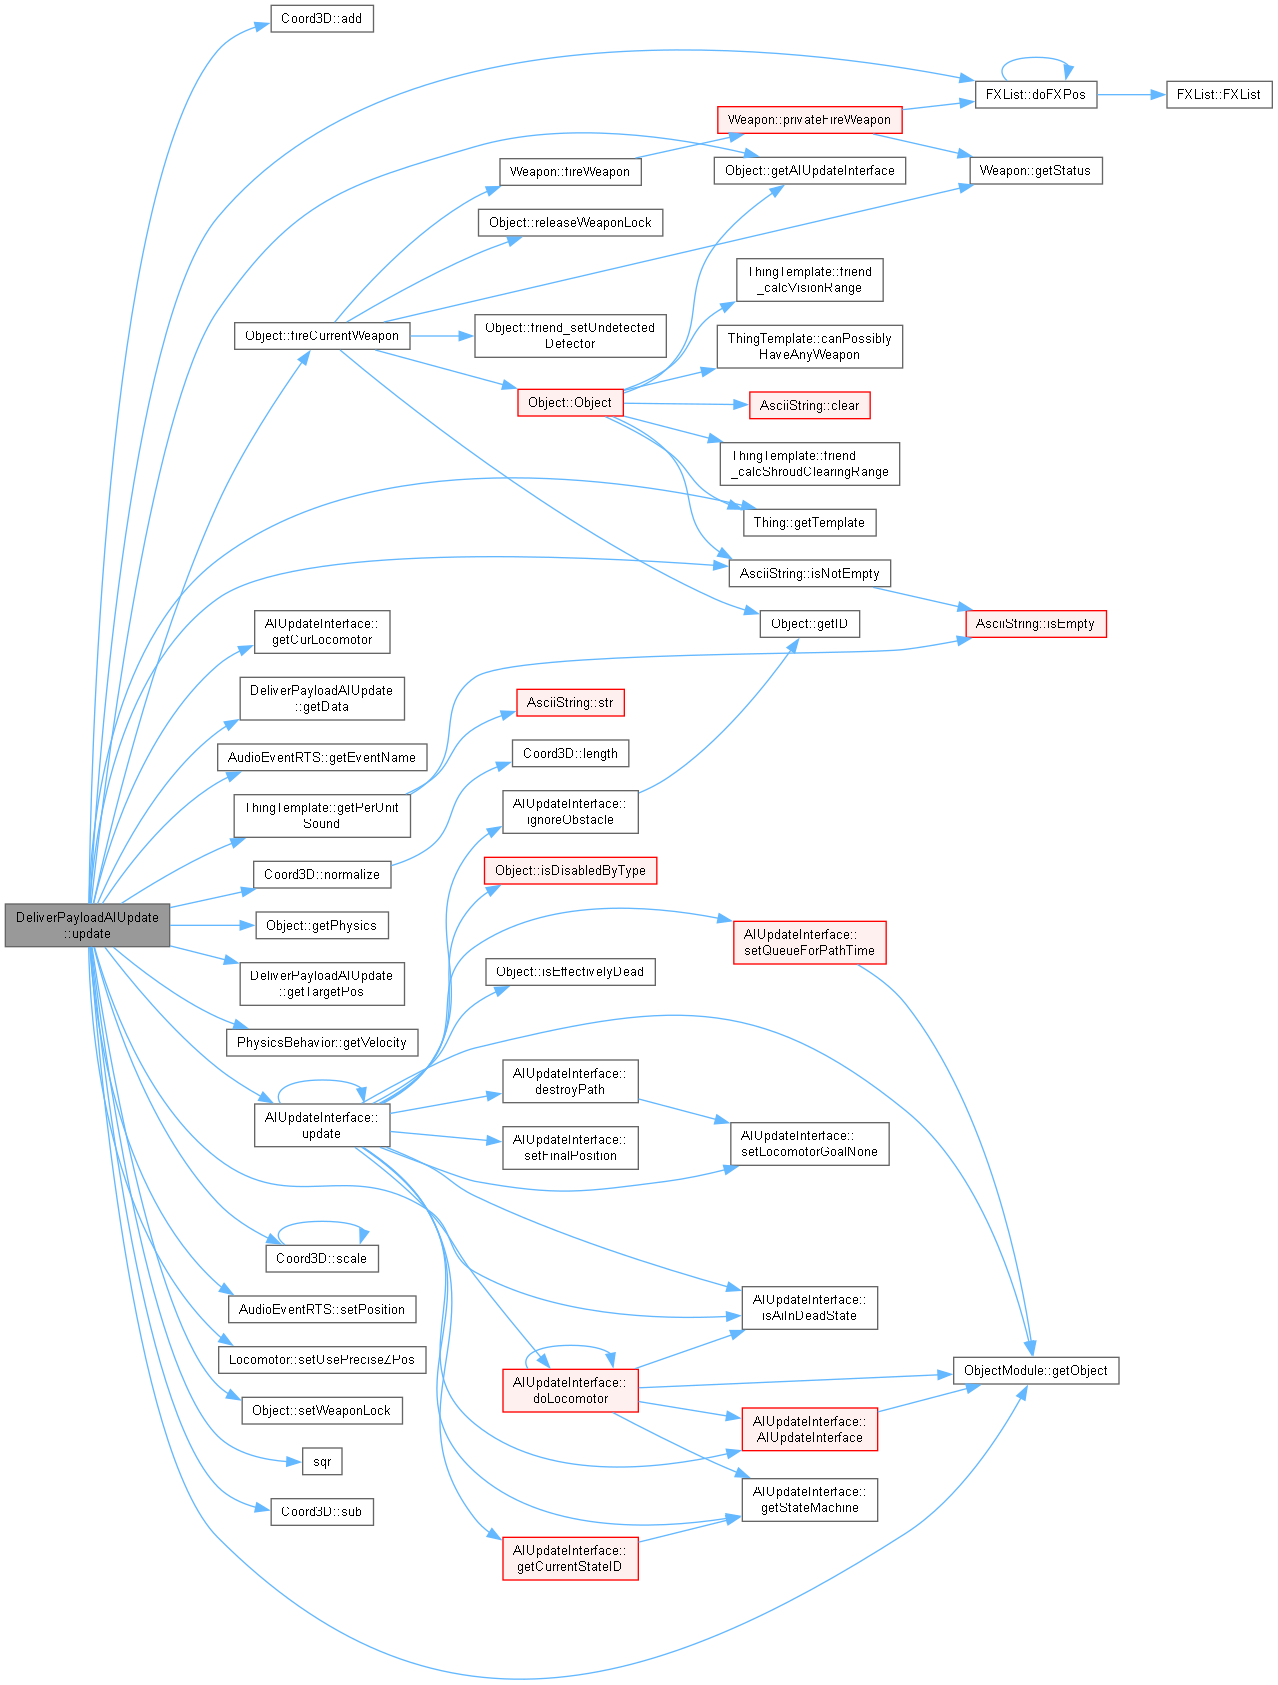 Coord3D::add
FXList::doFXPos
FXList::FXList
Weapon::privateFireWeapon
Weapon::fireWeapon
Object::getAIUpdateInterface
Weapon::getStatus
Object::releaseWeaponLock
ThingTemplate::friend
_calcVisionRange
Object::fireCurrentWeapon
Object::friend_setUndetected
Defector
ThingTemplate::canPossibly
HaveAnyWeapon
Object::Object
AsciiString::clear
ThingTemplate::friend
_calcShroudClearingRange
Thing::getTemplate
AsciiString::isNotEmpty
Object::getID
AsciiString::isEmpty
AIUpdateInterface::
getCurLocomotor
DeliverPayloadAIUpdate
::getData
AsciiString::str
AudioEventRTS::getEventName
Coord3D::length
ThingTemplate::getPerUnit
Sound
AIUpdateInterface::
ignoreObstacle
Coord3D::normalize
Object::isDisabledByType
DeliverPayloadAIUpdate
::update
Object::getPhysics
AIUpdateInterface::
setQueueForPathTime
DeliverPayloadAIUpdate
::getTargetPos
Object::isEffectivelyDead
PhysicsBehavior::getVelocity
AIUpdateInterface::
destroyPath
AIUpdateInterface::
update
AIUpdateInterface::
setFinalPosition
AIUpdateInterface::
setLocomotorGoalNone
Coord3D::scale
AudioEventRTS::setPosition
AIUpdateInterface::
isAiInDeadState
Locomotor::setUsePreciseZPos
AIUpdateInterface::
doLocomotor
ObjectModule::getObject
Object::setWeaponLock
AIUpdateInterface::
AIUpdateInterface
sqr
AIUpdateInterface::
getStateMachine
Coord3D::sub
AIUpdateInterface::
getCurrentStateID